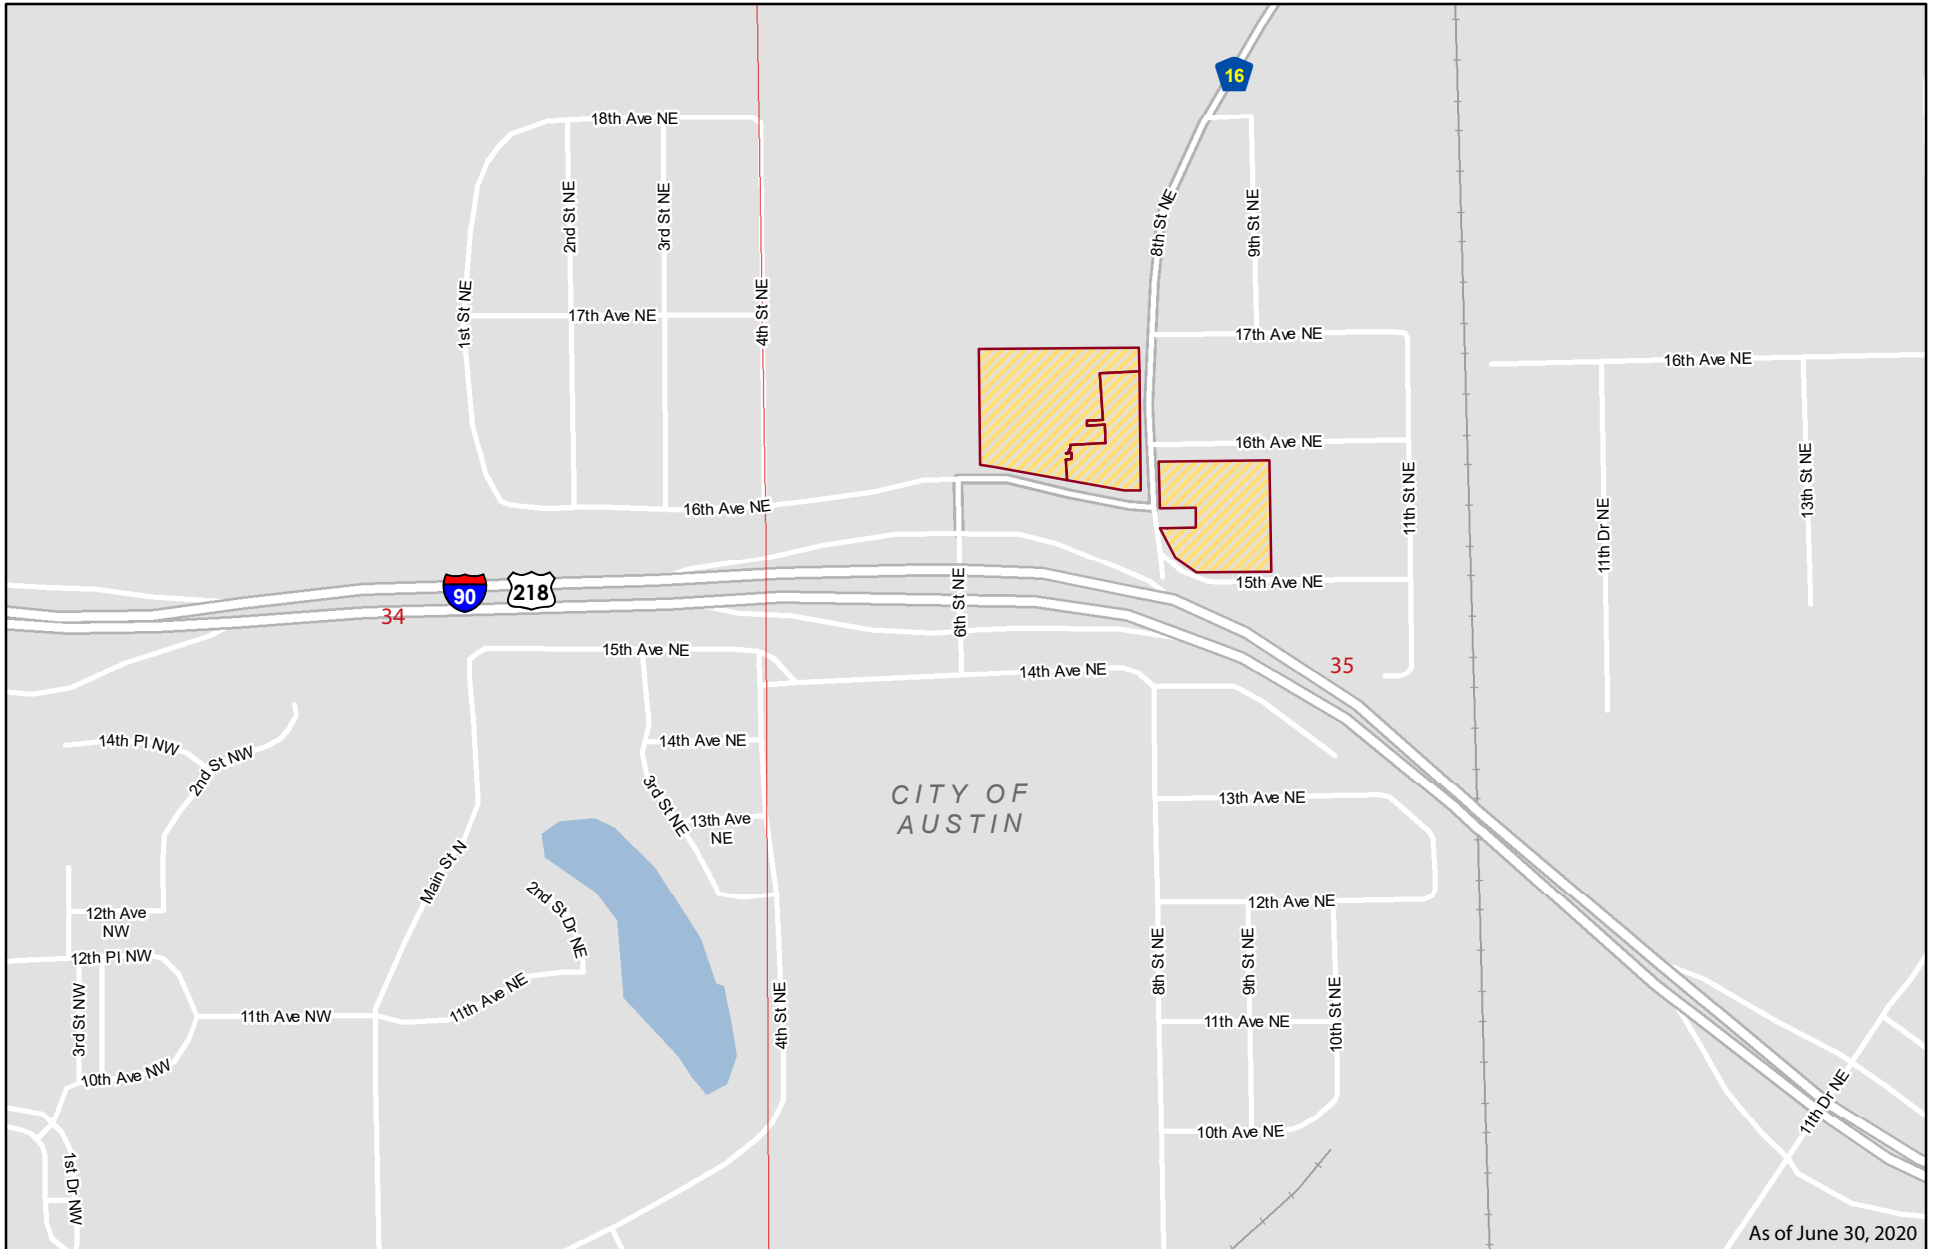 16
18th Ave NE
2nd St NE
3rd St NE
8th St NE
9th St NE
1st St NE
17th Ave NE
4th St NE
17th Ave NE
16th Ave NE
16th Ave NE
11th St NE
13th St NE
11th Dr NE
16th Ave NE
90
218
6th St NE
15th Ave NE
34
15th Ave NE
14th Ave NE
35
14th Pl NW
2nd St NW
14th Ave NE
3rd St NE
13th Ave
NE
CITY OF
AUSTIN
13th Ave NE
Main St N
2nd St Dr NE
12th Ave
NW
12th Ave NE
12th Pl NW
8th St NE
9th St NE
10th St NE
3rd St NW
11th Ave NW
11th Ave NE
4th St NE
11th Ave NE
10th Ave NW
11th Dr NE
10th Ave NE
1st Dr NW
As of June 30, 2020